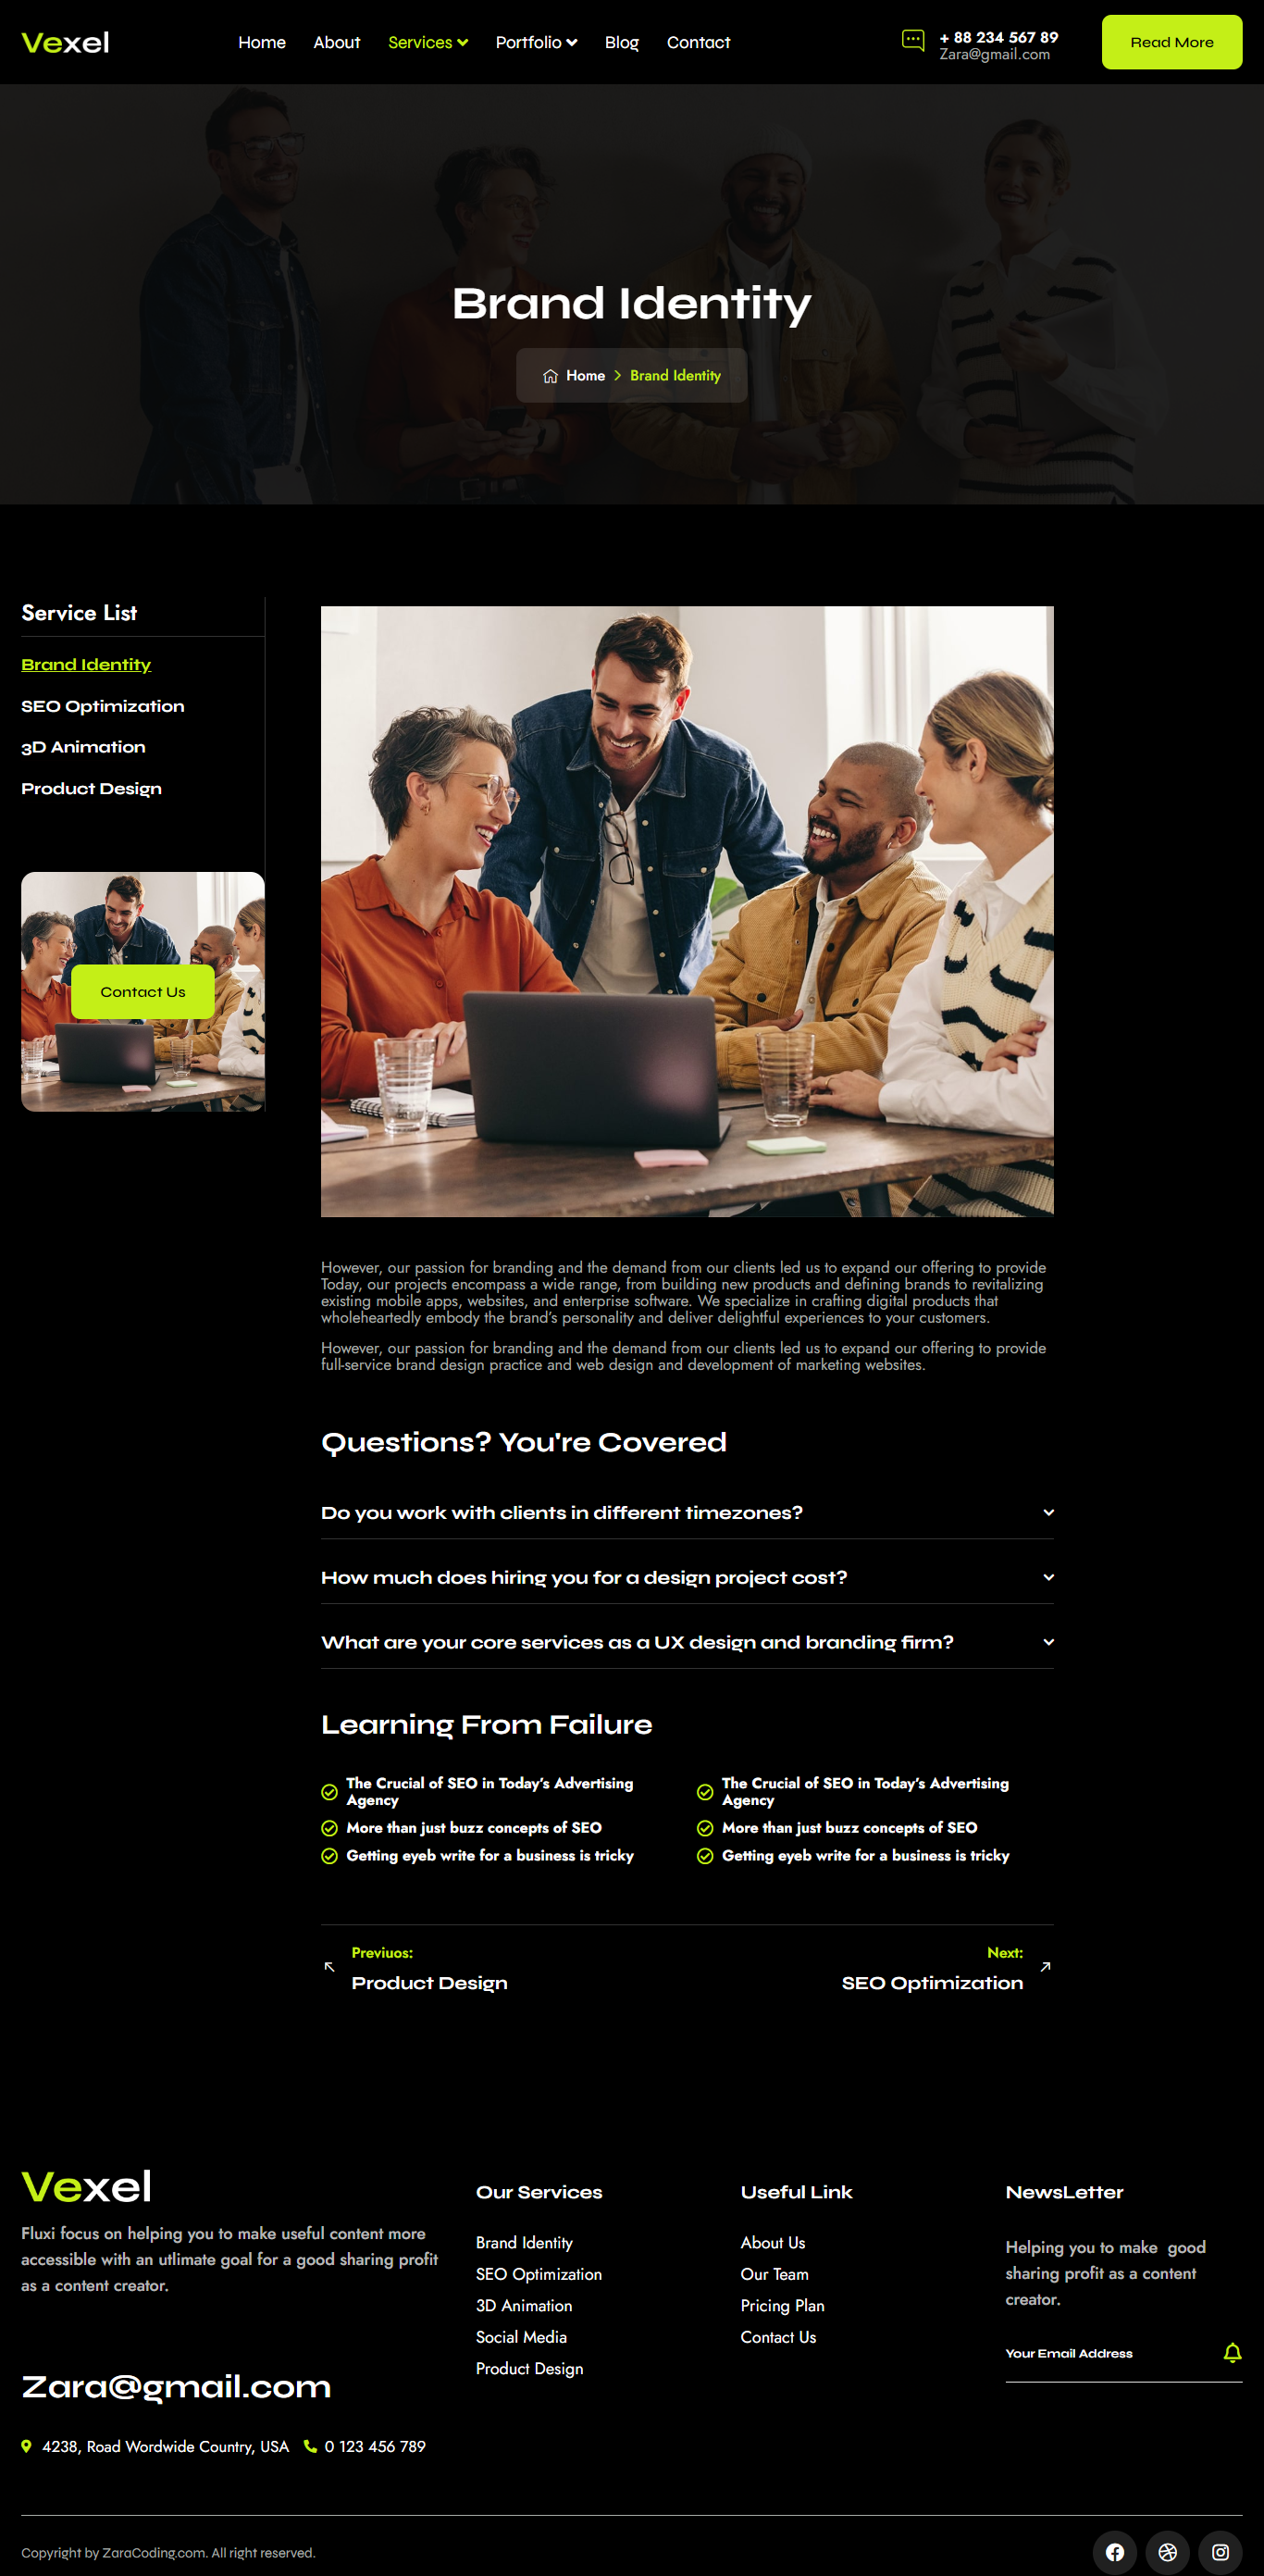 Vexel
Home
About
Services
Portfolio
Blog
Contact
+ 88 234 567 89
Zara@gmail.com
Read More
Brand Identity
Home
Brand Identity
Service List
Brand Identity
SEO Optimization
3D Animation
Product Design
Contact Us
However, our passion for branding and the demand from our clients led us to expand our offering to provide
Today, our projects encompass a wide range, from building new products and defining brands to revitalizing
existing mobile apps, websites, and enterprise software. We specialize in crafting digital products that
wholeheartedly embody the brand's personality and deliver delightful experiences to your customers.
However, our passion for branding and the demand from our clients led us to expand our offering to provide
full-service brand design practice and web design and development of marketing websites.
Questions? You're Covered
Do you work with clients in different timezones?
How much does hiring you for a design project cost?
What are your core services as a UX design and branding firm?
Learning From Failure
The Crucial of SEO in Today's Advertising
Agency
More than just buzz concepts of SEO
Getting eyeb write for a business is tricky
The Crucial of SEO in Today's Advertising
Agency
More than just buzz concepts of SEO
Getting eyeb write for a business is tricky
Previuos:
Product Design
Next:
SEO Optimization
Vexel
Fluxi focus on helping you to make useful content more
accessible with an utlimate goal for a good sharing profit
as a content creator.
Zara@gmail.com
4238, Road Wordwide Country, USA
0 123 456 789
Our Services
Brand Identity
SEO Optimization
3D Animation
Social Media
Product Design
Useful Link
About Us
Our Team
Pricing Plan
Contact Us
NewsLetter
Helping you to make good
sharing profit as a content
creator.
Your Email Address
Copyright by ZaraCoding.com. All right reserved.